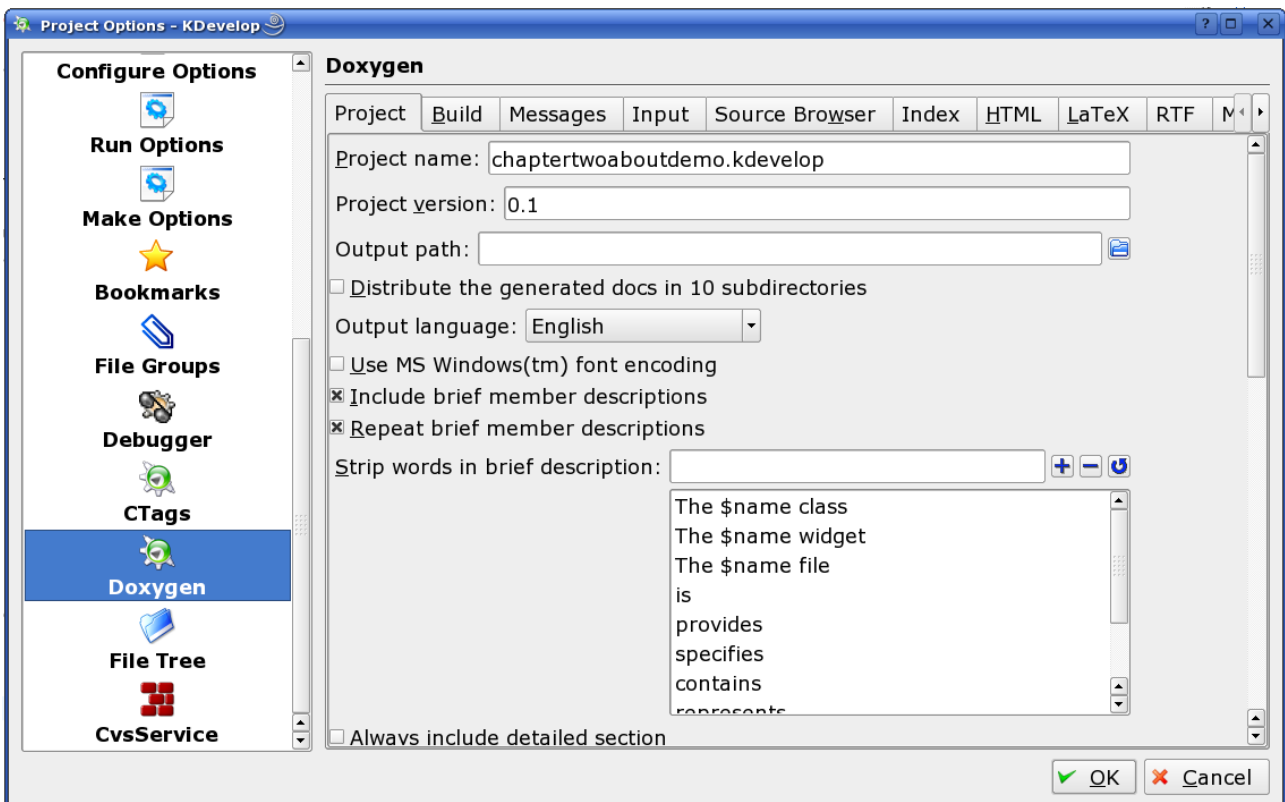 Project Options - KDevelop
Configure Options
Run Options
Make Options
Bookmarks
File Groups
Debugger
CTags
Doxygen
File Tree
CvsService
Doxygen
Project Build Messages Input Source Browser Index HTML LaTeX RTF M
Project name: chaptertwoaboutdemo.kdevelop
Project version: 0.1
Output path:
Distribute the generated docs in 10 subdirectories
Output language: English
Use MS Windows(tm) font encoding
Include brief member descriptions
Repeat brief member descriptions
Strip words in brief description:
The $name class
The $name widget
The $name file
is
provides
specifies
contains
represents
Always include detailed section
OK Cancel